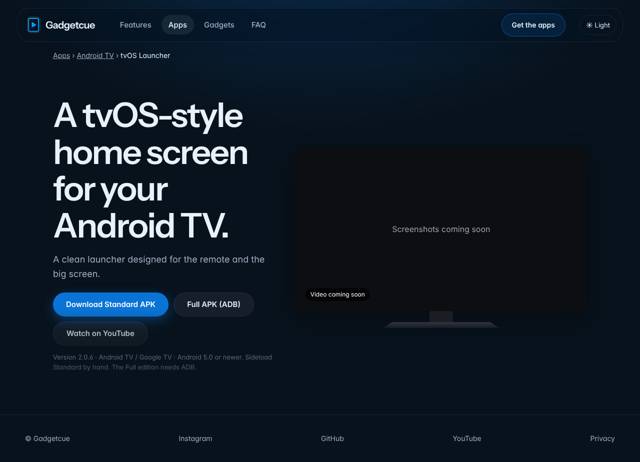 Gadgetcue
Features
Apps
Gadgets
FAQ
Get the apps
☀ Light
Apps › Android TV › tvOS Launcher
A tvOS-style
home screen
for your
Android TV.
A clean launcher designed for the remote and the
big screen.
Download Standard APK
Full APK (ADB)
Watch on YouTube
Version 2.0.6 · Android TV / Google TV · Android 5.0 or newer. Sideload
Standard by hand. The Full edition needs ADB.
Screenshots coming soon
Video coming soon
© Gadgetcue
Instagram
GitHub
YouTube
Privacy